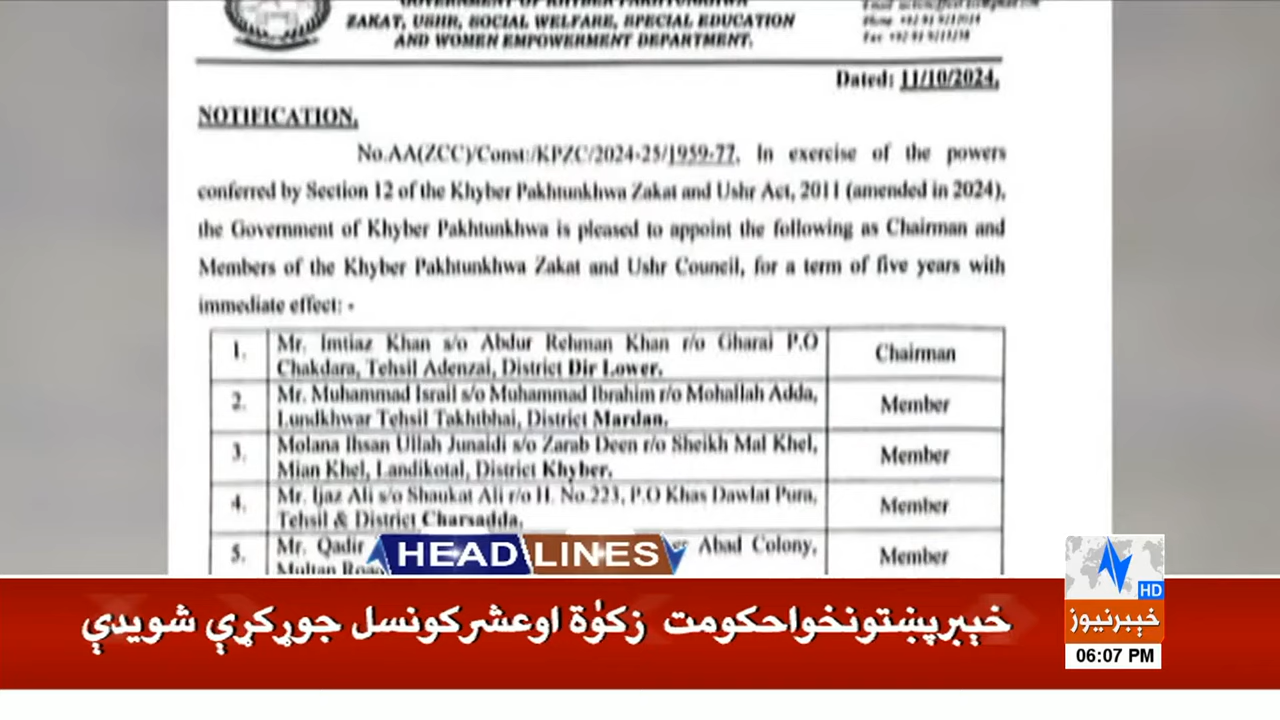 GOVERNMENT OF KHYBER PAKHTUNKHWA
ZAKAT, USHR, SOCIAL WELFARE, SPECIAL EDUCATION
AND WOMEN EMPOWERMENT DEPARTMENT.
Dated: 11/10/2024.
NOTIFICATION.
No.AA(ZCC)/Const:/KPZC/2024-25/1959-77. In exercise of the powers
conferred by Section 12 of the Khyber Pakhtunkhwa Zakat and Ushr Act, 2011 (amended in 2024),
the Government of Khyber Pakhtunkhwa is pleased to appoint the following as Chairman and
Members of the Khyber Pakhtunkhwa Zakat and Ushr Council, for a term of five years with
immediate effect: -
1. Mr. Imtiaz Khan s/o Abdur Rehman Khan r/o Gharai P.O Chairman
Chakdara, Tehsil Adenzai, District Dir Lower.
2. Mr. Muhammad Israil s/o Muhammad Ibrahim r/o Mohallah Adda, Member
Lundkhwar Tehsil Takhtbhai, District Mardan.
3. Molana Ihsan Ullah Junaidi s/o Zarab Deen r/o Sheikh Mal Khel, Member
Mian Khel, Landikotal, District Khyber.
4. Mr. Ijaz Ali s/o Shaukat Ali r/o H. No.223, P.O Khas Dawlat Pura, Member
Tehsil & District Charsadda.
5. Mr. Qadir Abad Colony, Member
Multan Road
HEADLINES
خیبرپښتونخواحکومت زکوٰة اوعشرکونسل جوړکړې شویدې
HD
خیبرنیوز
06:07 PM